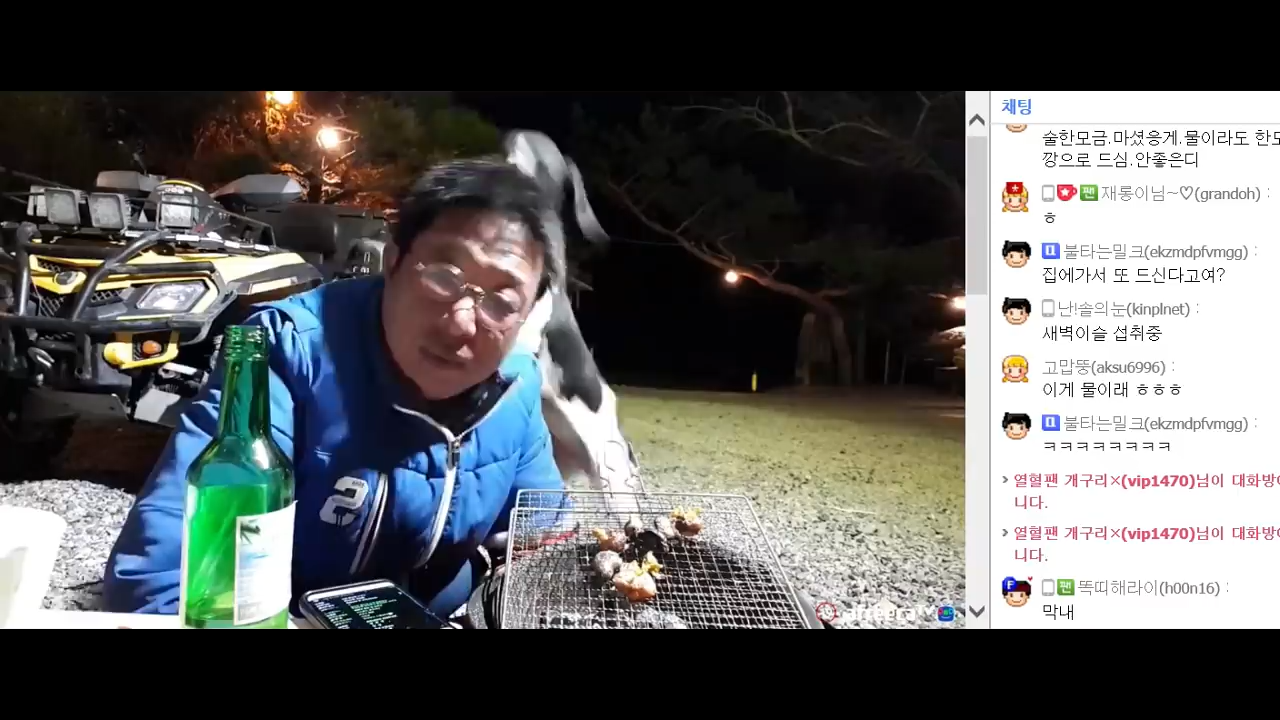 채팅
술한모금.마셨응게.물이라도 한모
깡으로 드심.안좋은디
팬 재롱이님~♡(grandoh) :
ㅎ
불타는밀크(ekzmdpfvmgg) :
집에가서 또 드신다고여?
난!솔의눈(kinplnet) :
새벽이슬 섭취중
고맙뚱(aksu6996) :
이게 물이래 ㅎㅎㅎ
불타는밀크(ekzmdpfvmgg) :
ㅋㅋㅋㅋㅋㅋㅋㅋ
열혈팬 개구리×(vip1470)님이 대화방
니다.
열혈팬 개구리×(vip1470)님이 대화방
니다.
팬 똑띠해라이(h00n16) :
막내
2
afreecaTV